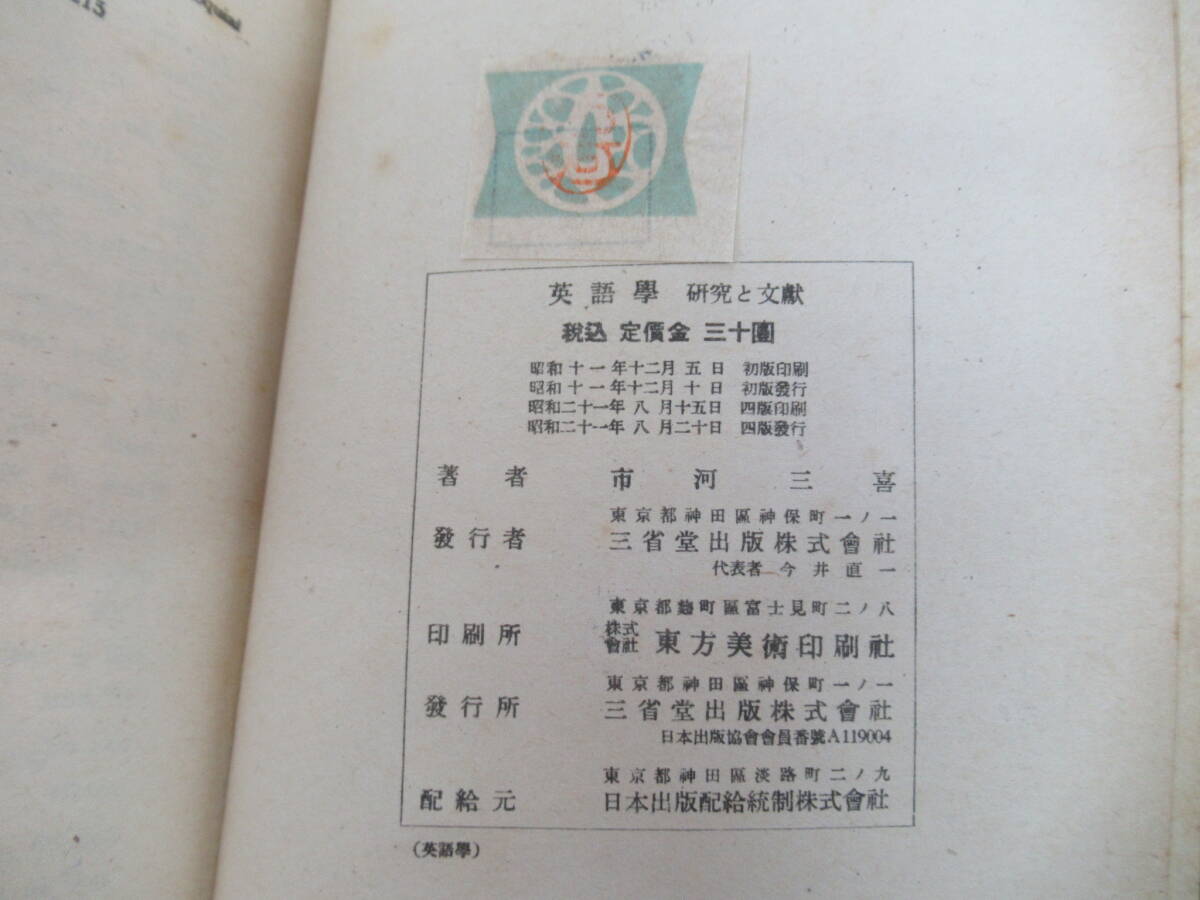 215
英語學 研究と文獻
稅込 定價金 三十圓
昭和十一年十二月五日 初版印刷
昭和十一年十二月十日 初版發行
昭和二十一年八月十五日 四版印刷
昭和二十一年八月二十日 四版發行
著者 市河三喜
東京都神田區神保町一ノ一
發行者 三省堂出版株式會社
代表者 今井直一
東京都麹町區富士見町二ノ八
印刷所 株式會社 東方美術印刷社
東京都神田區神保町一ノ一
發行所 三省堂出版株式會社
日本出版協會會員番號A119004
東京都神田區淡路町二ノ九
配給元 日本出版配給統制株式會社
(英語學)